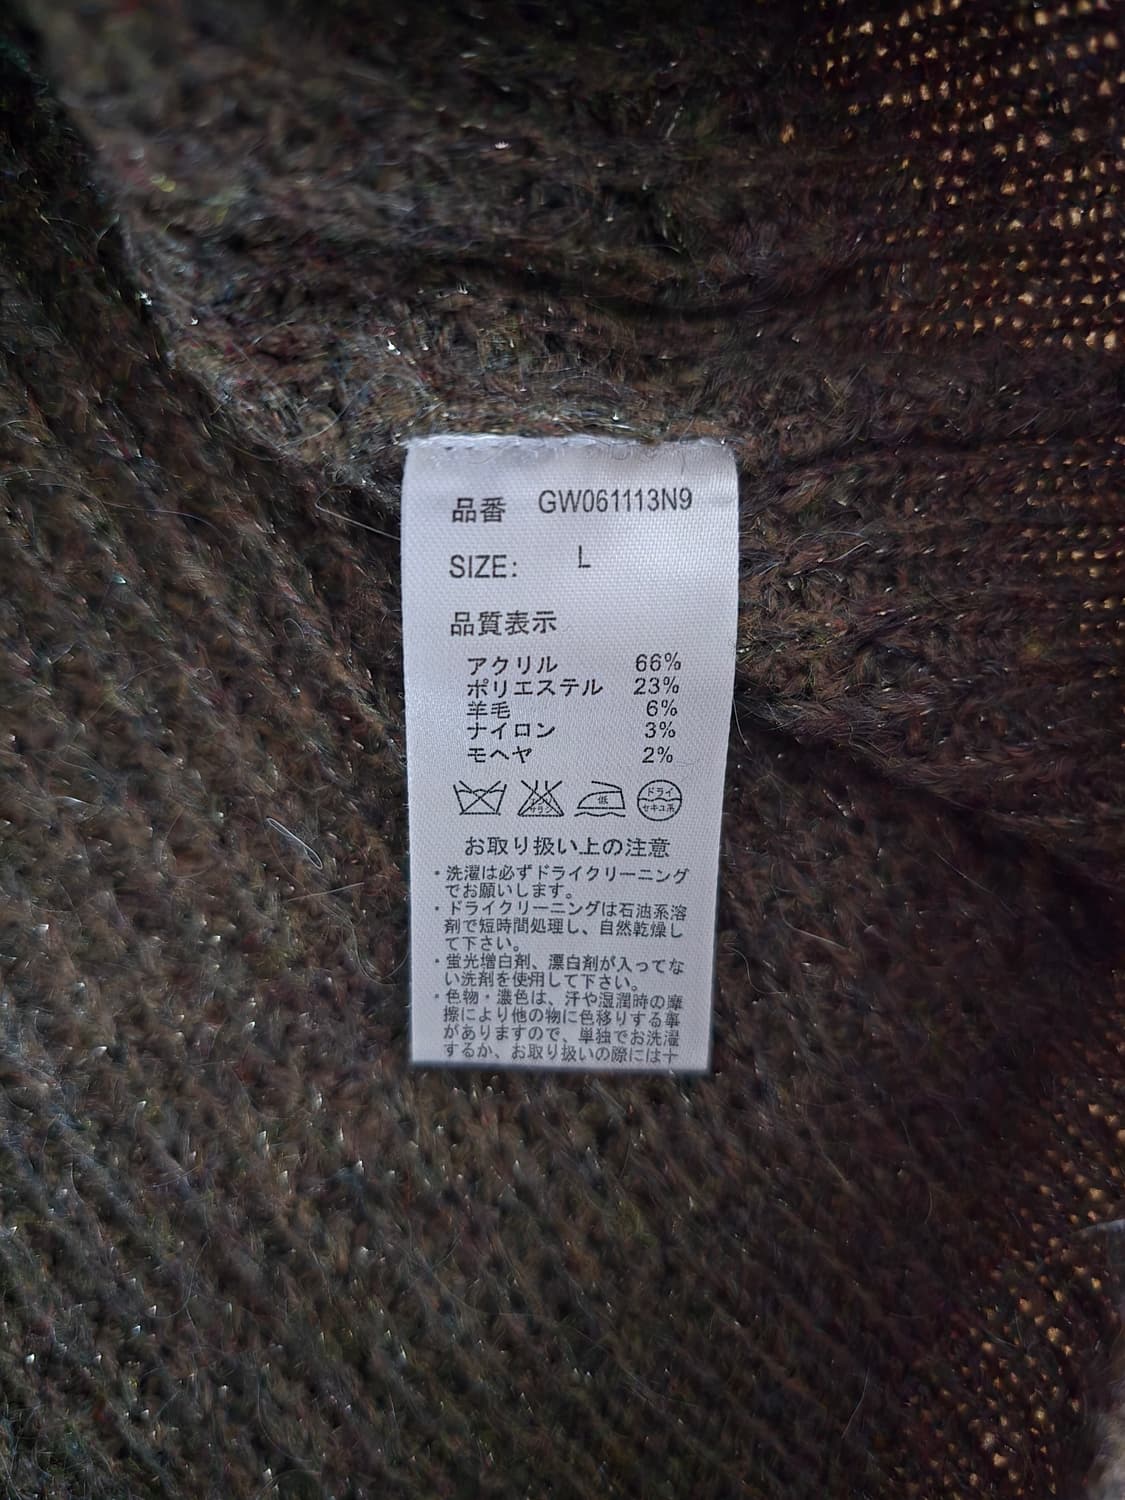 品番 GW061113N9
SIZE: L
品質表示
アクリル 66%
ポリエステル 23%
羊毛 6%
ナイロン 3%
モヘヤ 2%
サラシ 低 ドライ セキユ系
お取り扱い上の注意
・洗濯は必ずドライクリーニング
でお願いします。
・ドライクリーニングは石油系溶
剤で短時間処理し、自然乾燥し
て下さい。
・蛍光増白剤、漂白剤が入ってな
い洗剤を使用して下さい。
・色物・濃色は、汗や湿潤時の摩
擦により他の物に色移りする事
がありますので、単独でお洗濯
するか、お取り扱いの際には十